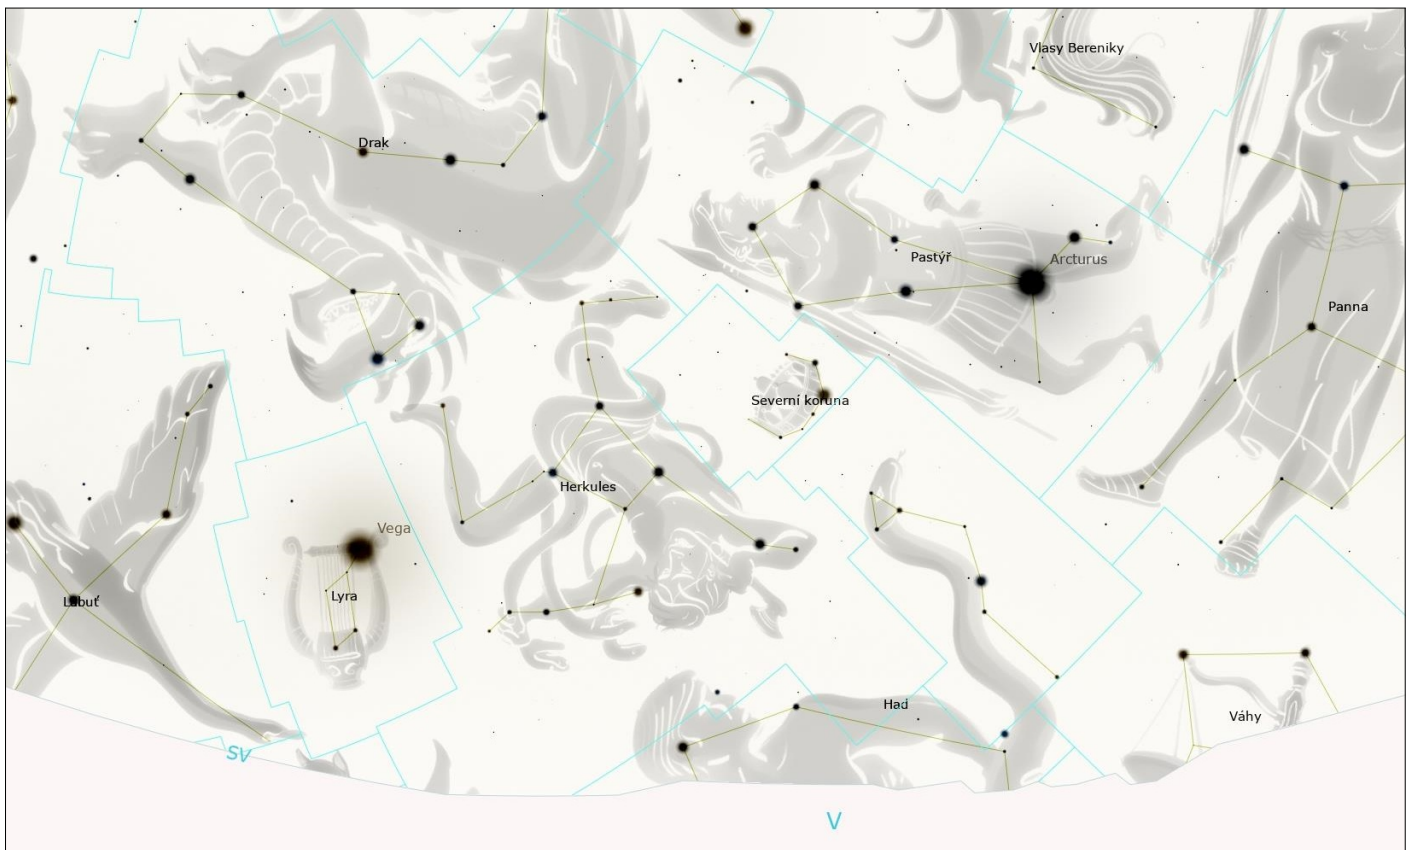 Vlasy Bereniky
Drak
Pastýř
Arcturus
Panna
Severní koruna
Herkules
Vega
Lyra
Labuť
Had
Váhy
SV
V